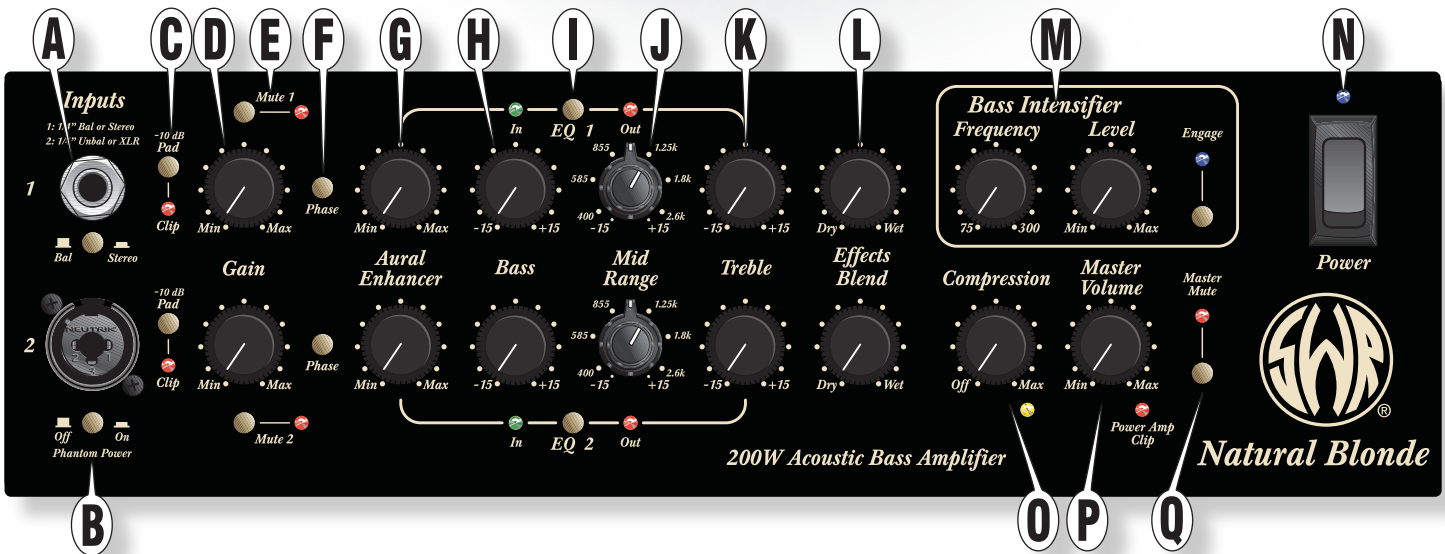 A C D E F G H I J K L M N
Inputs
1: 1/4" Bal or Stereo
2: 1/4" Unbal or XLR
-10 dB
Pad
Mute 1
In EQ 1 Out
Bass Intensifier
Frequency Level Engage
1
Clip
Phase
855 1.25k
585 1.8k
400 2.6k
Min Max Min Max -15 +15 -15 +15 -15 +15 Dry Wet 75 300 Min Max
Bal Stereo
Power
Gain
Aural
Enhancer
Bass
Mid
Range
Treble
Effects
Blend
Compression
Master
Volume
Master
Mute
2
NEUTRIK
2 1
3
-10 dB
Pad
Clip
Phase
855 1.25k
585 1.8k
400 2.6k
Min Max Min Max -15 +15 -15 +15 -15 +15 Dry Wet Off Max Min Max
SWR
®
Off On
Phantom Power
Mute 2
In EQ 2 Out
Power Amp
Clip
200W Acoustic Bass Amplifier
Natural Blonde
B O P Q